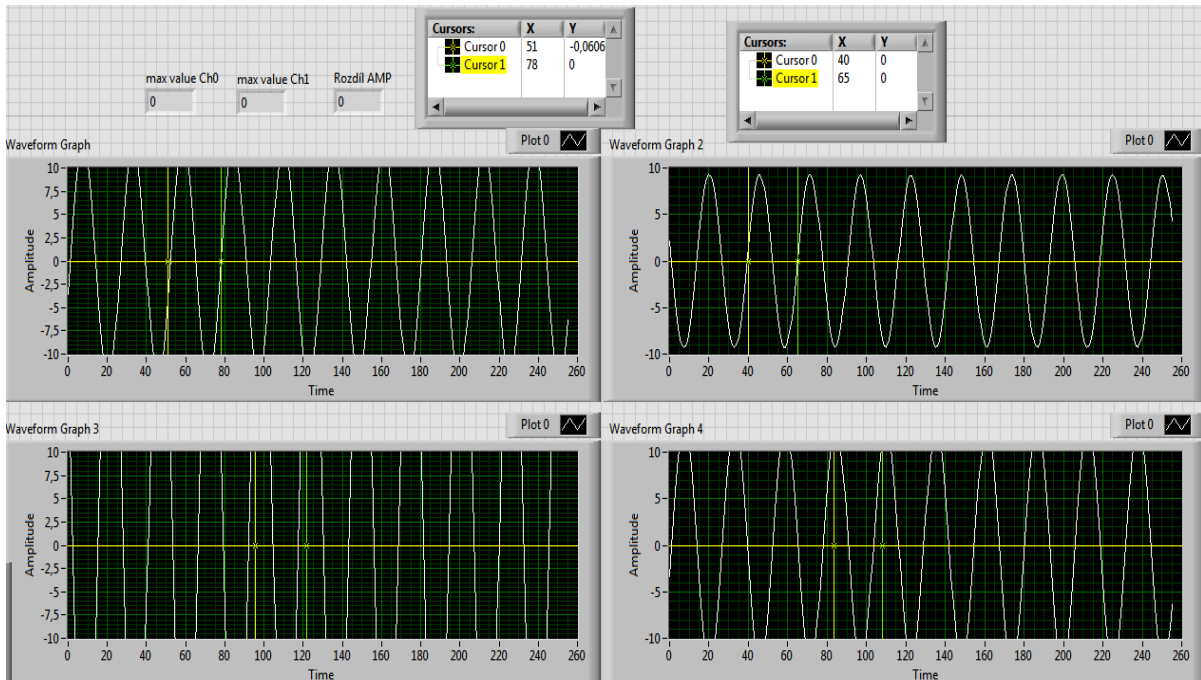 Cursors: X Y
Cursor 0 51 -0,0606
Cursor 1 78 0
Cursors: X Y
Cursor 0 40 0
Cursor 1 65 0
max value Ch0
0
max value Ch1
0
Rozdíl AMP
0
Waveform Graph
Plot 0
Amplitude
10
7,5
5
2,5
0
-2,5
-5
-7,5
-10
0 20 40 60 80 100 120 140 160 180 200 220 240 260
Time
Waveform Graph 2
Plot 0
Amplitude
10
5
0
-5
-10
0 20 40 60 80 100 120 140 160 180 200 220 240 260
Time
Waveform Graph 3
Plot 0
Amplitude
10
7,5
5
2,5
0
-2,5
-5
-7,5
-10
0 20 40 60 80 100 120 140 160 180 200 220 240 260
Time
Waveform Graph 4
Plot 0
Amplitude
10
5
0
-5
-10
0 20 40 60 80 100 120 140 160 180 200 220 240 260
Time